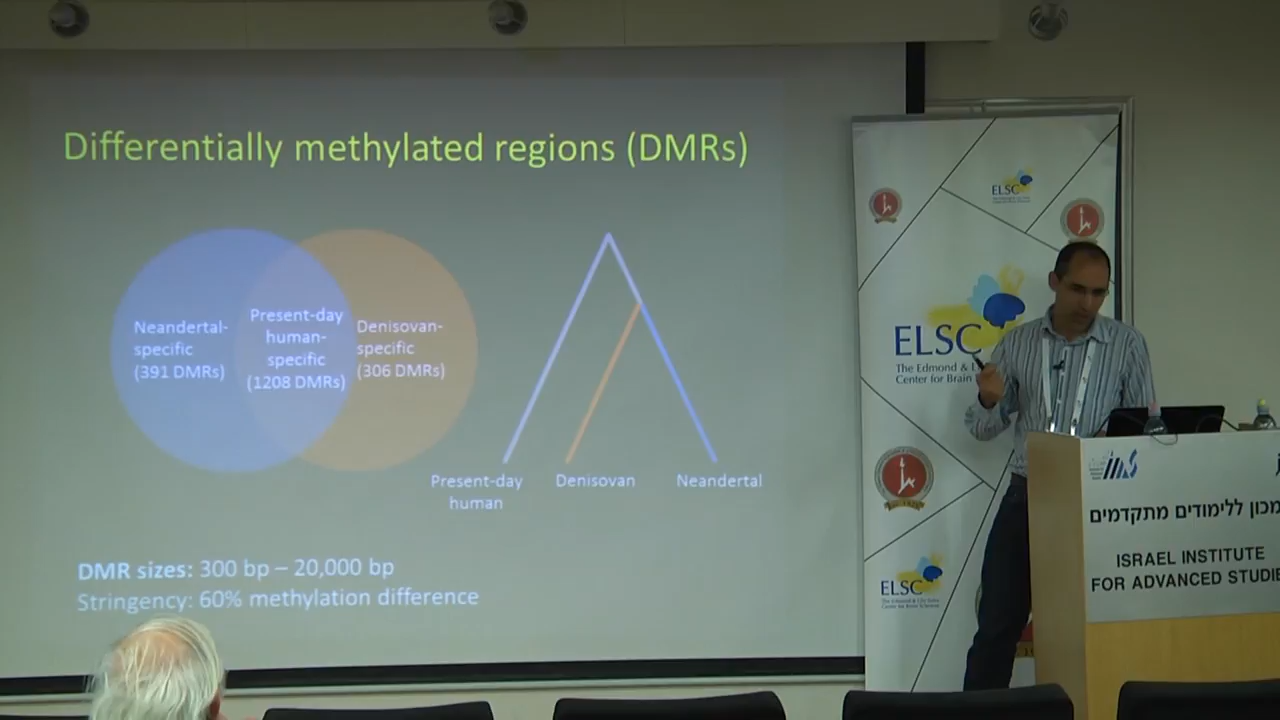 Differentially methylated regions (DMRs)
Neandertal-
specific
(391 DMRs)
Present-day
human-
specific
(1208 DMRs)
Denisovan-
specific
(306 DMRs)
Present-day
human
Denisovan
Neandertal
DMR sizes: 300 bp – 20,000 bp
Stringency: 60% methylation difference
ELSC
ELSC
The Edmond &
Center for Brain
ELSC
מכון ללימודים מתקדמים
ISRAEL INSTITUTE
FOR ADVANCED STUDIE